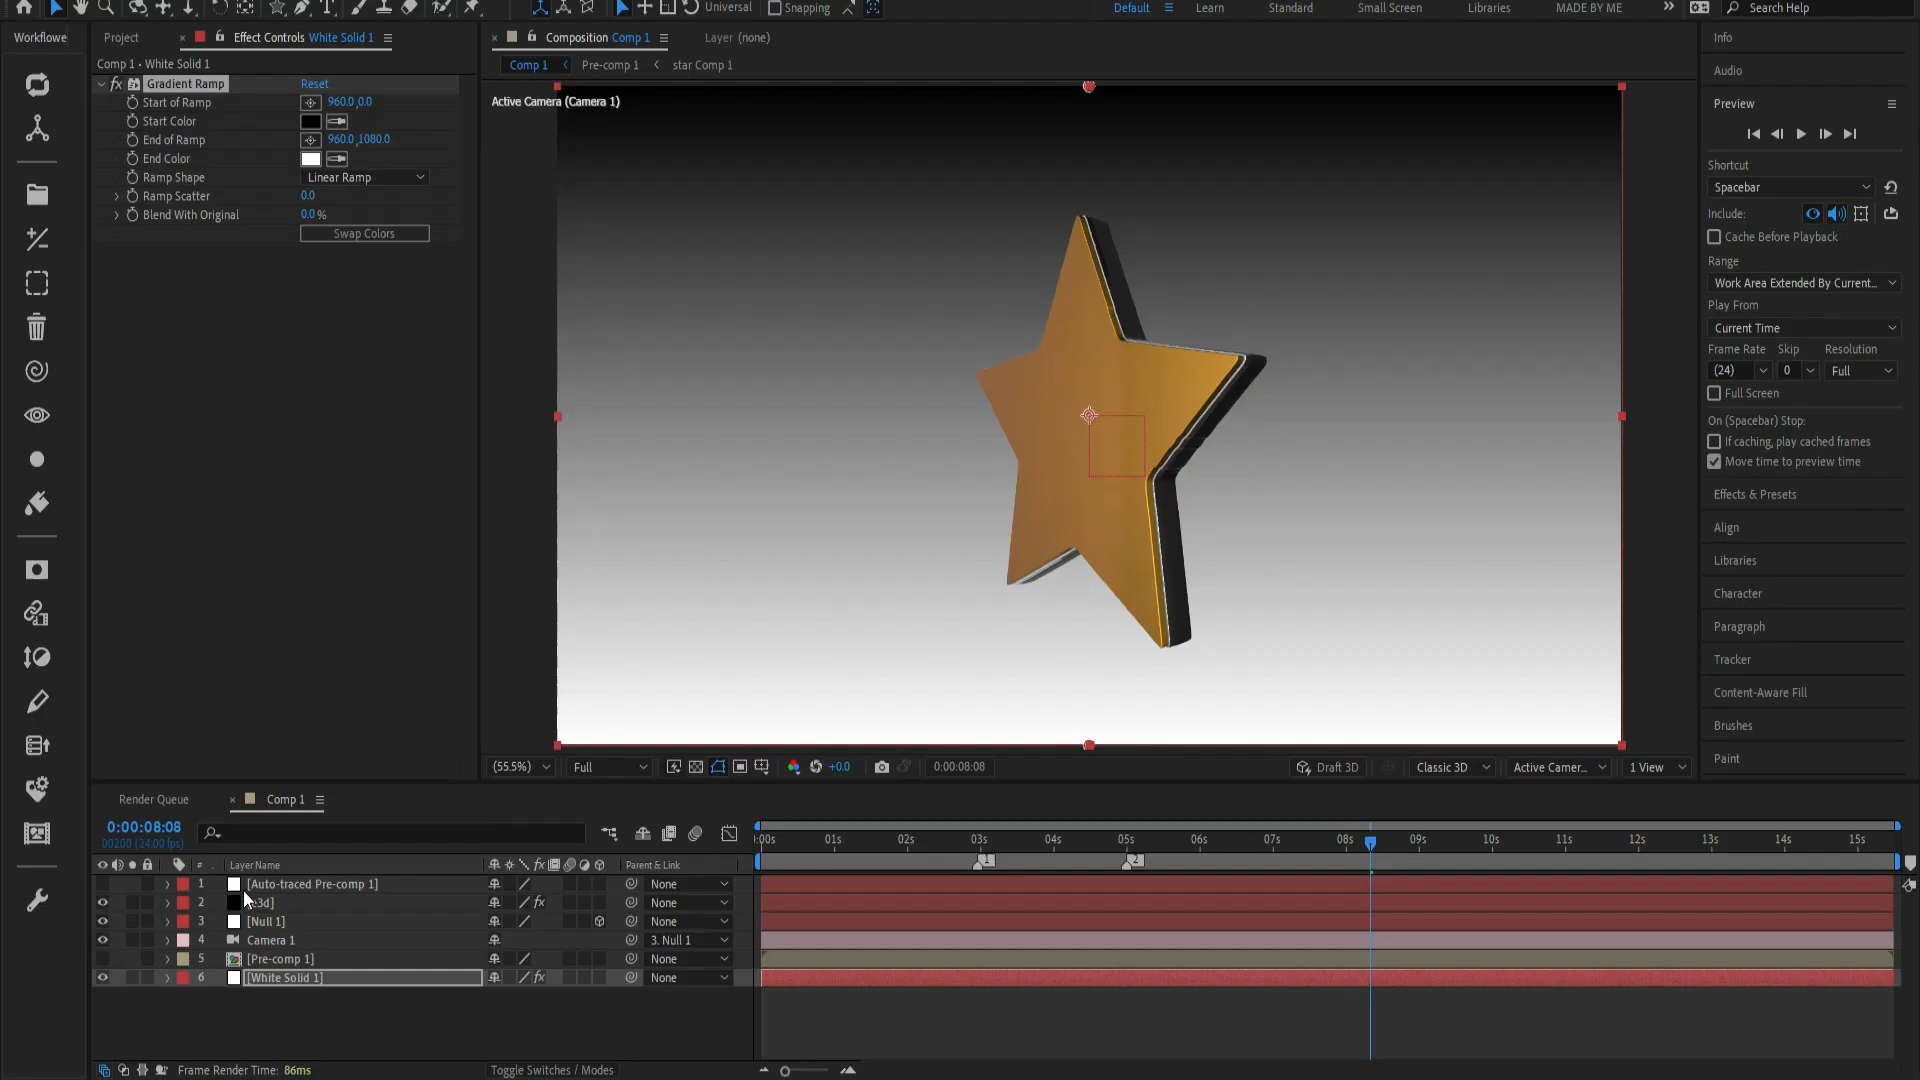 Universal
Snapping
Default
Learn
Standard
Small Screen
Libraries
MADE BY ME
Search Help
Workflowe
Project
Effect Controls White Solid 1
Composition Comp 1
Layer (none)
Info
Comp 1 • White Solid 1
Comp 1
Pre-comp 1
star Comp 1
Audio
Gradient Ramp
Reset
Start of Ramp
960.0,0.0
Start Color
End of Ramp
960.0,1080.0
End Color
Ramp Shape
Linear Ramp
Ramp Scatter
0.0
Blend With Original
0.0 %
Swap Colors
Active Camera (Camera 1)
Preview
Shortcut
Spacebar
Include:
Cache Before Playback
Range
Work Area Extended By Current...
Play From
Current Time
Frame Rate
Skip
Resolution
(24)
0
Full
Full Screen
On (Spacebar) Stop:
If caching, play cached frames
Move time to preview time
Effects & Presets
Align
Libraries
Character
Paragraph
Tracker
Content-Aware Fill
Brushes
Paint
(55.5%)
Full
+0.0
0:00:08:08
Draft 3D
Classic 3D
Active Camer...
1 View
Render Queue
Comp 1
0:00:08:08
00200 (24.00 fps)
:00s
01s
02s
03s
04s
05s
06s
07s
08s
09s
10s
11s
12s
13s
14s
15s
1
2
#
Layer Name
fx
Parent & Link
1
[Auto-traced Pre-comp 1]
None
2
e3d]
fx
None
3
[Null 1]
None
4
Camera 1
3. Null 1
5
[Pre-comp 1]
None
6
[White Solid 1]
fx
None
Frame Render Time: 86ms
Toggle Switches / Modes